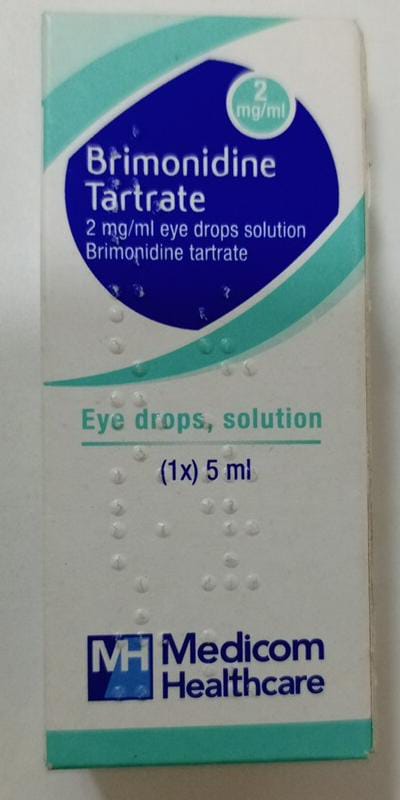 2
mg/ml
Brimonidine
Tartrate
2 mg/ml eye drops solution
Brimonidine tartrate
Eye drops, solution
(1x) 5 ml
MH Medicom
Healthcare